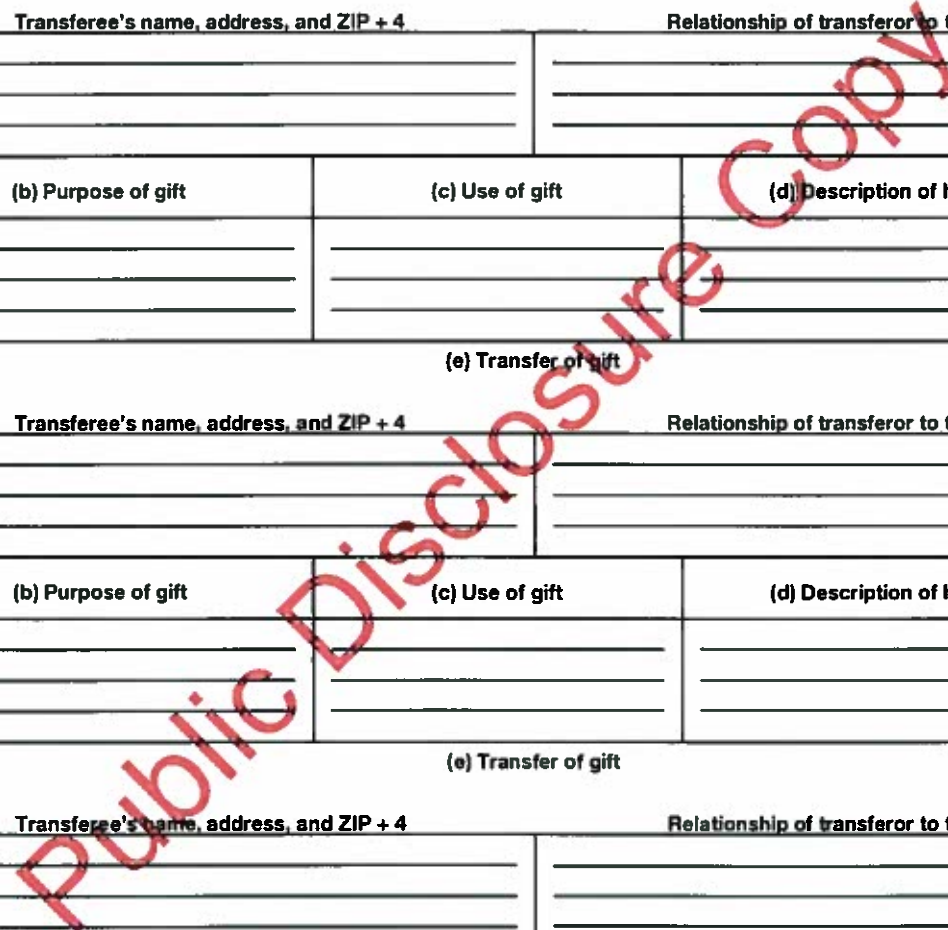 Transferee's name, address, and ZIP + 4 Relationship of transferor to t
(b) Purpose of gift (c) Use of gift (d) Description of h
(e) Transfer of gift
Transferee's name, address, and ZIP + 4 Relationship of transferor to t
(b) Purpose of gift (c) Use of gift (d) Description of h
(e) Transfer of gift
Transferee's name, address, and ZIP + 4 Relationship of transferor to t
Public Disclosure Copy